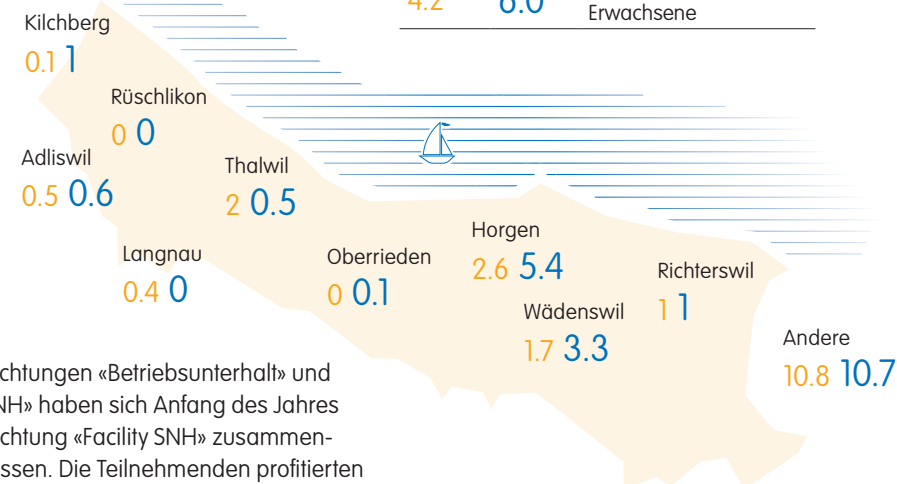 4.2 6.0
Erwachsene
Kilchberg
0.1 1
Rüschlikon
0 0
Adliswil
0.5 0.6
Thalwil
2 0.5
Langnau
0.4 0
Oberrieden
0 0.1
Horgen
2.6 5.4
Wädenswil
1.7 3.3
Richterswil
1 1
Andere
10.8 10.7
chtungen «Betriebsunterhalt» und
NH» haben sich Anfang des Jahres
chtung «Facility SNH» zusammen-
ssen. Die Teilnehmenden profitierten